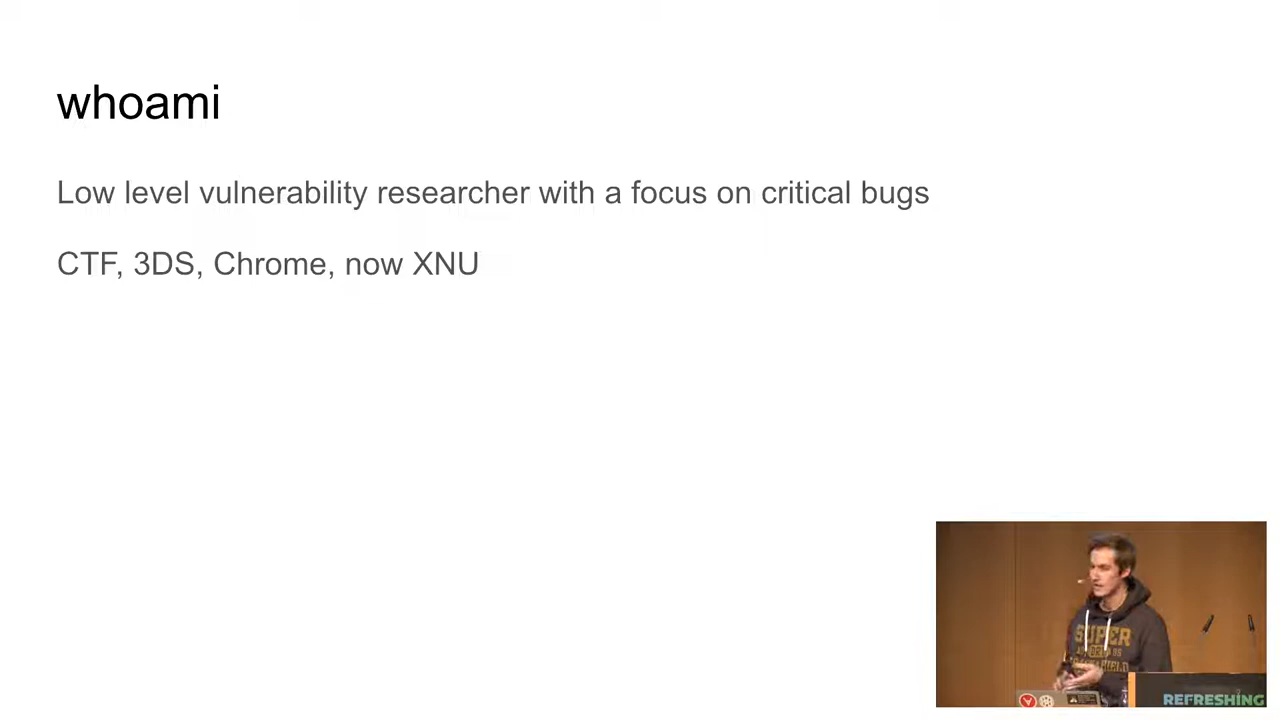 whoami
Low level vulnerability researcher with a focus on critical bugs
CTF, 3DS, Chrome, now XNU
SUPER
REFRESHING